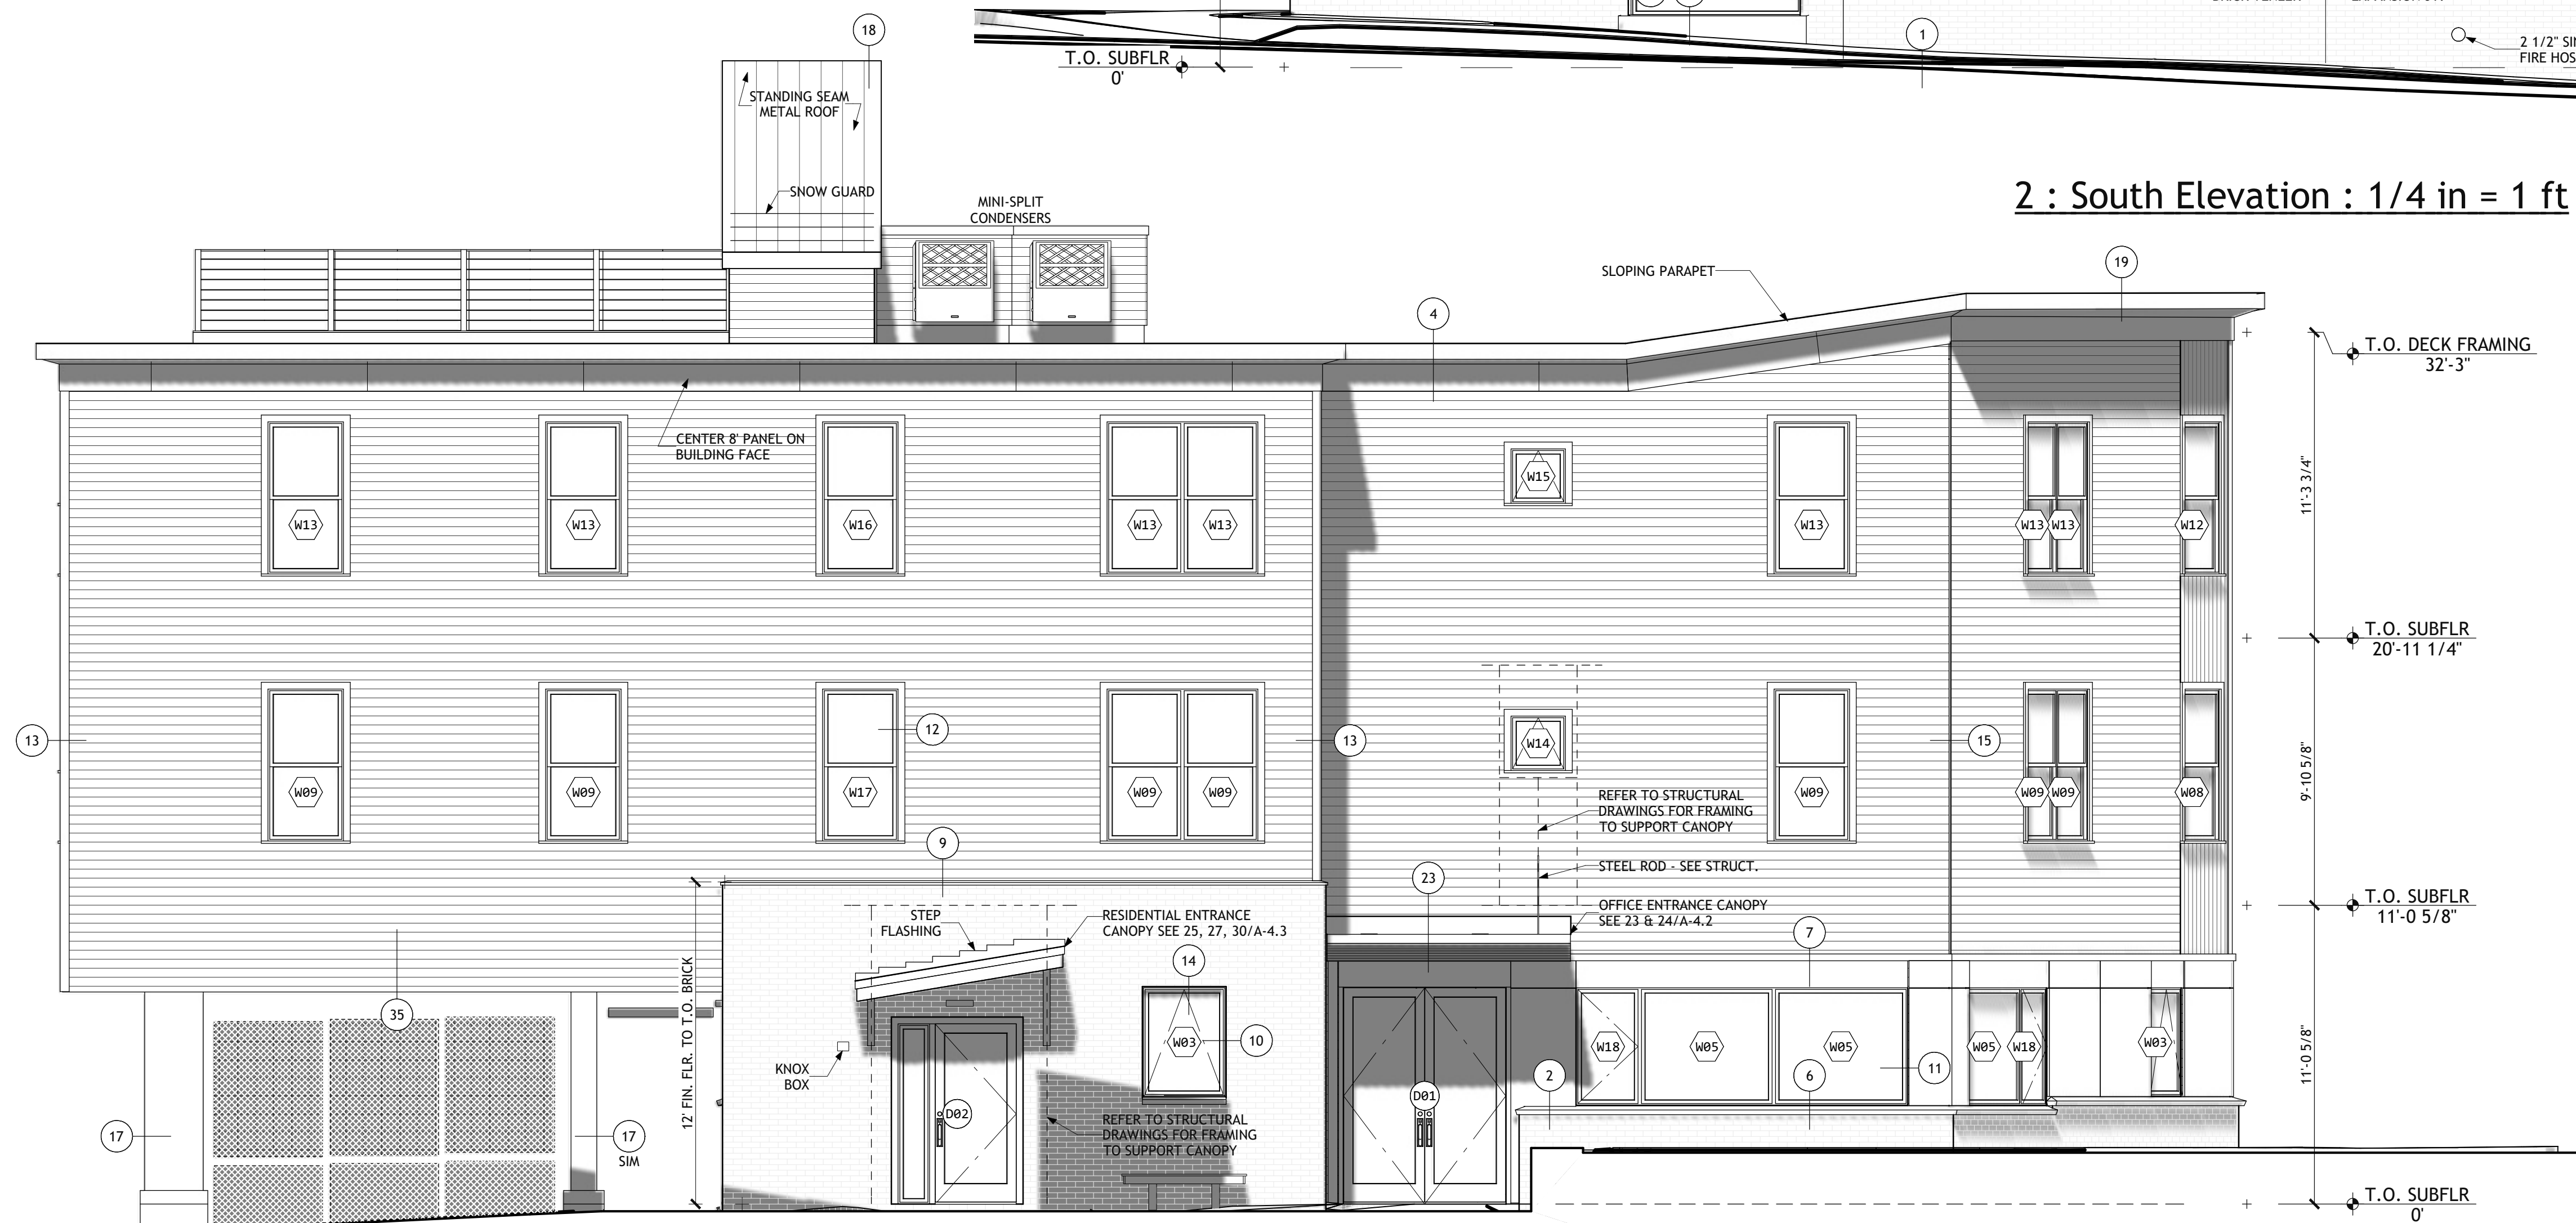 18
1
T.O. SUBFLR
0'
FIRE HOS
STANDING SEAM
METAL ROOF
SNOW GUARD
MINI-SPLIT
CONDENSERS
2 : South Elevation : 1/4 in = 1 ft
SLOPING PARAPET
19
4
T.O. DECK FRAMING
32'-3"
CENTER 8' PANEL ON
BUILDING FACE
W15
W13
W13
W16
W13
W13
W13
W13
W13
W12
11'-3 3/4"
T.O. SUBFLR
20'-11 1/4"
13
12
13
W14
15
W09
W09
W17
W09
W09
W09
W09
W09
W08
9'-10 5/8"
REFER TO STRUCTURAL
DRAWINGS FOR FRAMING
TO SUPPORT CANOPY
9
STEEL ROD - SEE STRUCT.
23
OFFICE ENTRANCE CANOPY
SEE 23 & 24/A-4.2
T.O. SUBFLR
11'-0 5/8"
STEP
FLASHING
RESIDENTIAL ENTRANCE
CANOPY SEE 25, 27, 30/A-4.3
7
14
35
12' FIN. FLR. TO T.O. BRICK
W03
10
KNOX
BOX
W18
W05
W05
W05
W18
W03
11
2
6
11'-0 5/8"
D02
D01
REFER TO STRUCTURAL
DRAWINGS FOR FRAMING
TO SUPPORT CANOPY
17
17
SIM
T.O. SUBFLR
0'